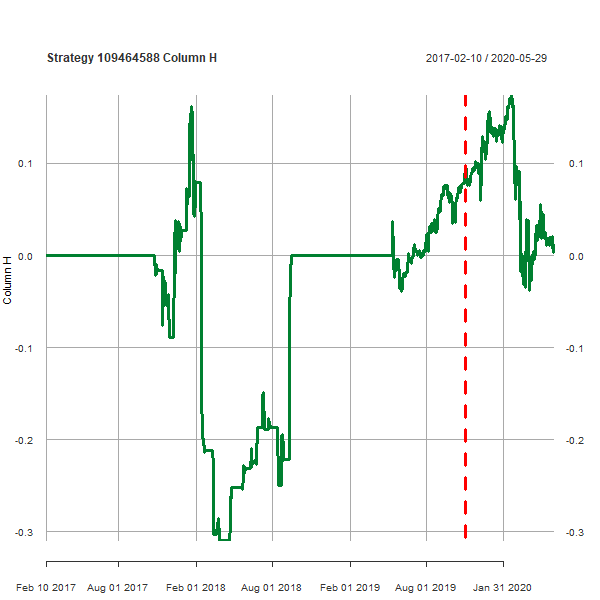 Strategy 109464588 Column H
2017-02-10 / 2020-05-29
0.1
0.1
0.0
0.0
-0.1
-0.1
-0.2
-0.2
-0.3
-0.3
Column H
Feb 10 2017
Aug 01 2017
Feb 01 2018
Aug 01 2018
Feb 01 2019
Aug 01 2019
Jan 31 2020